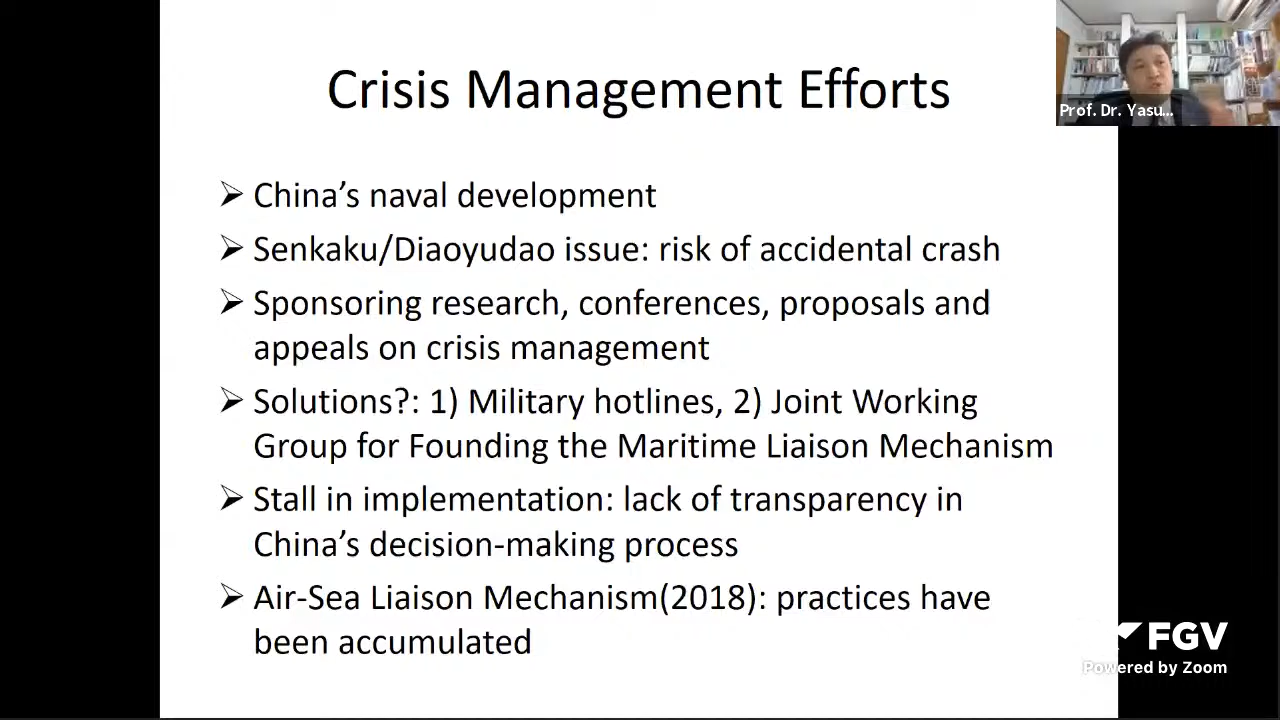 Crisis Management Efforts
Prof. Dr. Yasu...
➢ China’s naval development
➢ Senkaku/Diaoyudao issue: risk of accidental crash
➢ Sponsoring research, conferences, proposals and
appeals on crisis management
➢ Solutions?: 1) Military hotlines, 2) Joint Working
Group for Founding the Maritime Liaison Mechanism
➢ Stall in implementation: lack of transparency in
China’s decision-making process
➢ Air-Sea Liaison Mechanism(2018): practices have
been accumulated
FGV
Powered by Zoom